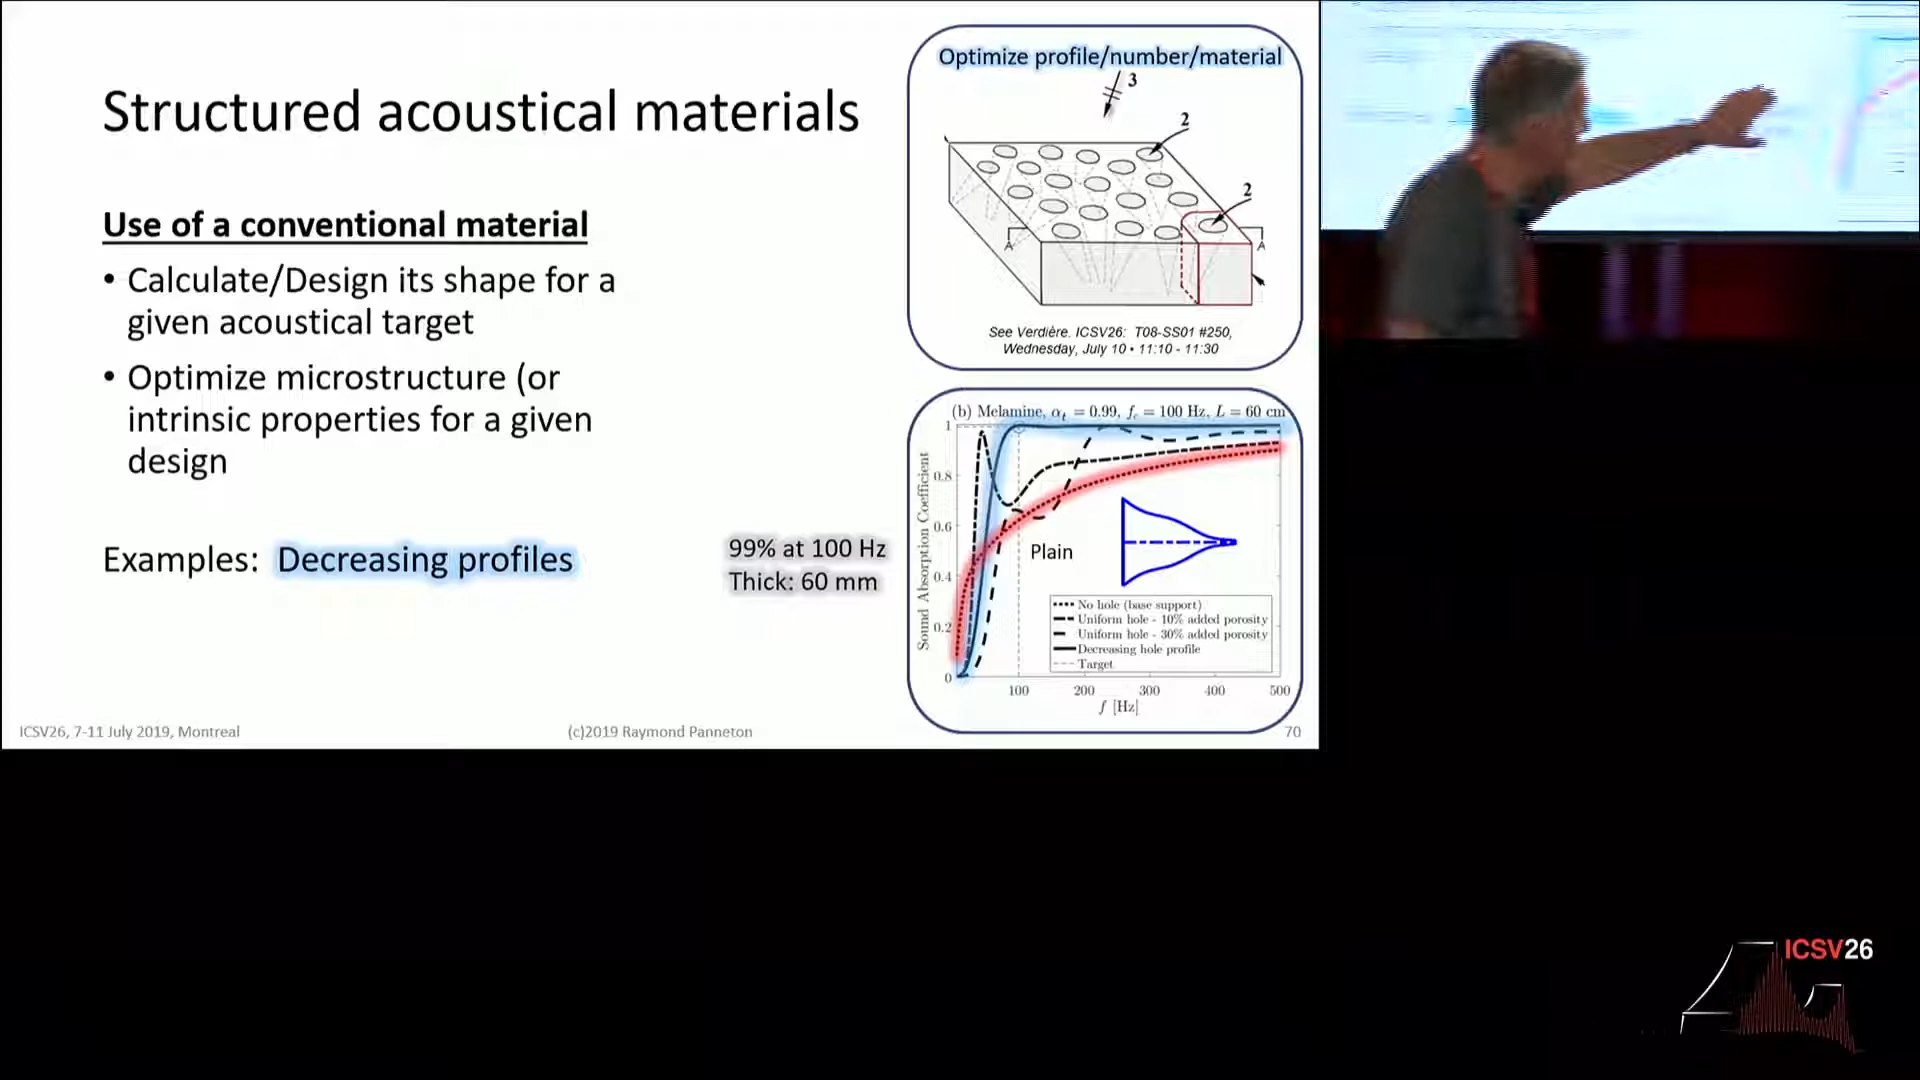 Structured acoustical materials
Use of a conventional material
• Calculate/Design its shape for a
given acoustical target
• Optimize microstructure (or
intrinsic properties for a given
design
Examples: Decreasing profiles
99% at 100 Hz
Thick: 60 mm
Optimize profile/number/material
3
2
2
A
A
See Verdière. ICSV26: T08-SS01 #250,
Wednesday, July 10 • 11:10 - 11:30
(b) Melamine, αt = 0.99, fc = 100 Hz, L = 60 cm
Sound Absorption Coefficient
1
0.8
0.6
0.4
0.2
0
Plain
No hole (base support)
Uniform hole - 10% added porosity
Uniform hole - 30% added porosity
Decreasing hole profile
Target
100 200 300 400 500
f [Hz]
ICSV26, 7-11 July 2019, Montreal
(c)2019 Raymond Panneton
70
ICSV26